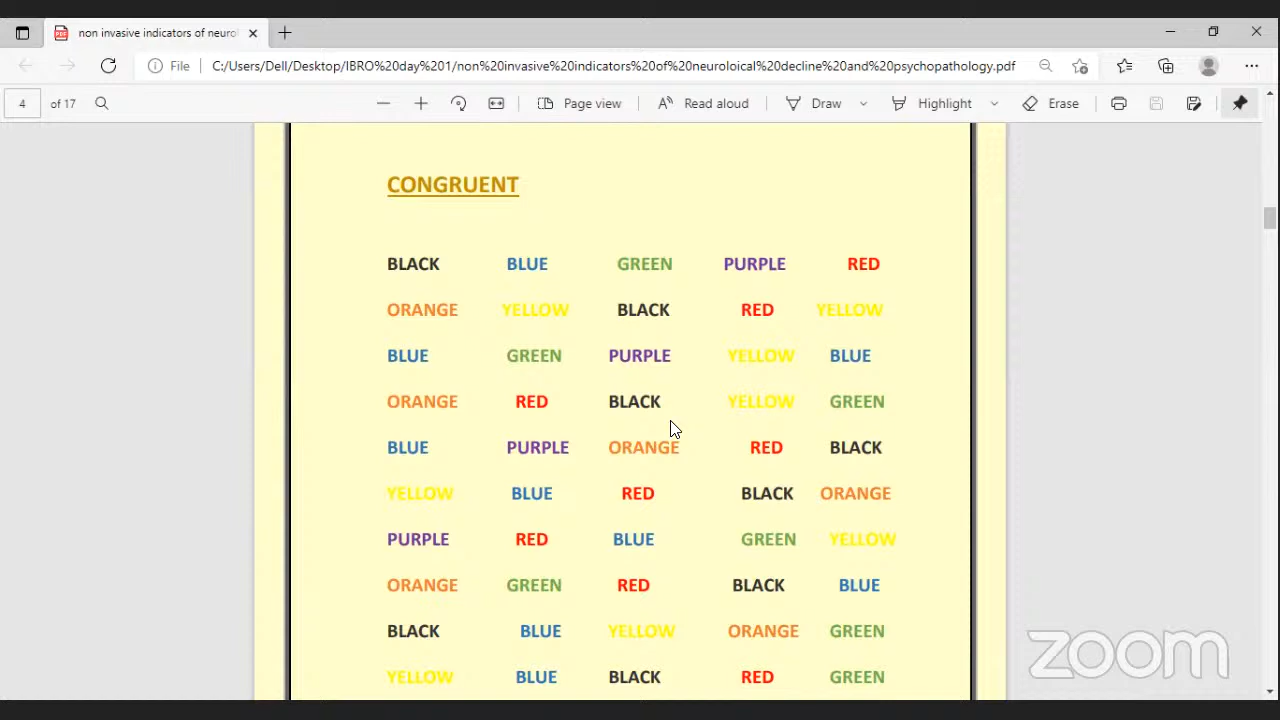 non invasive indicators of neurol
File C:/Users/Dell/Desktop/IBRO%20day%201/non%20invasive%20indicators%20of%20neuroloical%20decline%20and%20psychopathology.pdf
4 of 17 Page view Read aloud Draw Highlight Erase
CONGRUENT
BLACK BLUE GREEN PURPLE RED
ORANGE YELLOW BLACK RED YELLOW
BLUE GREEN PURPLE YELLOW BLUE
ORANGE RED BLACK YELLOW GREEN
BLUE PURPLE ORANGE RED BLACK
YELLOW BLUE RED BLACK ORANGE
PURPLE RED BLUE GREEN YELLOW
ORANGE GREEN RED BLACK BLUE
BLACK BLUE YELLOW ORANGE GREEN
YELLOW BLUE BLACK RED GREEN
zoom